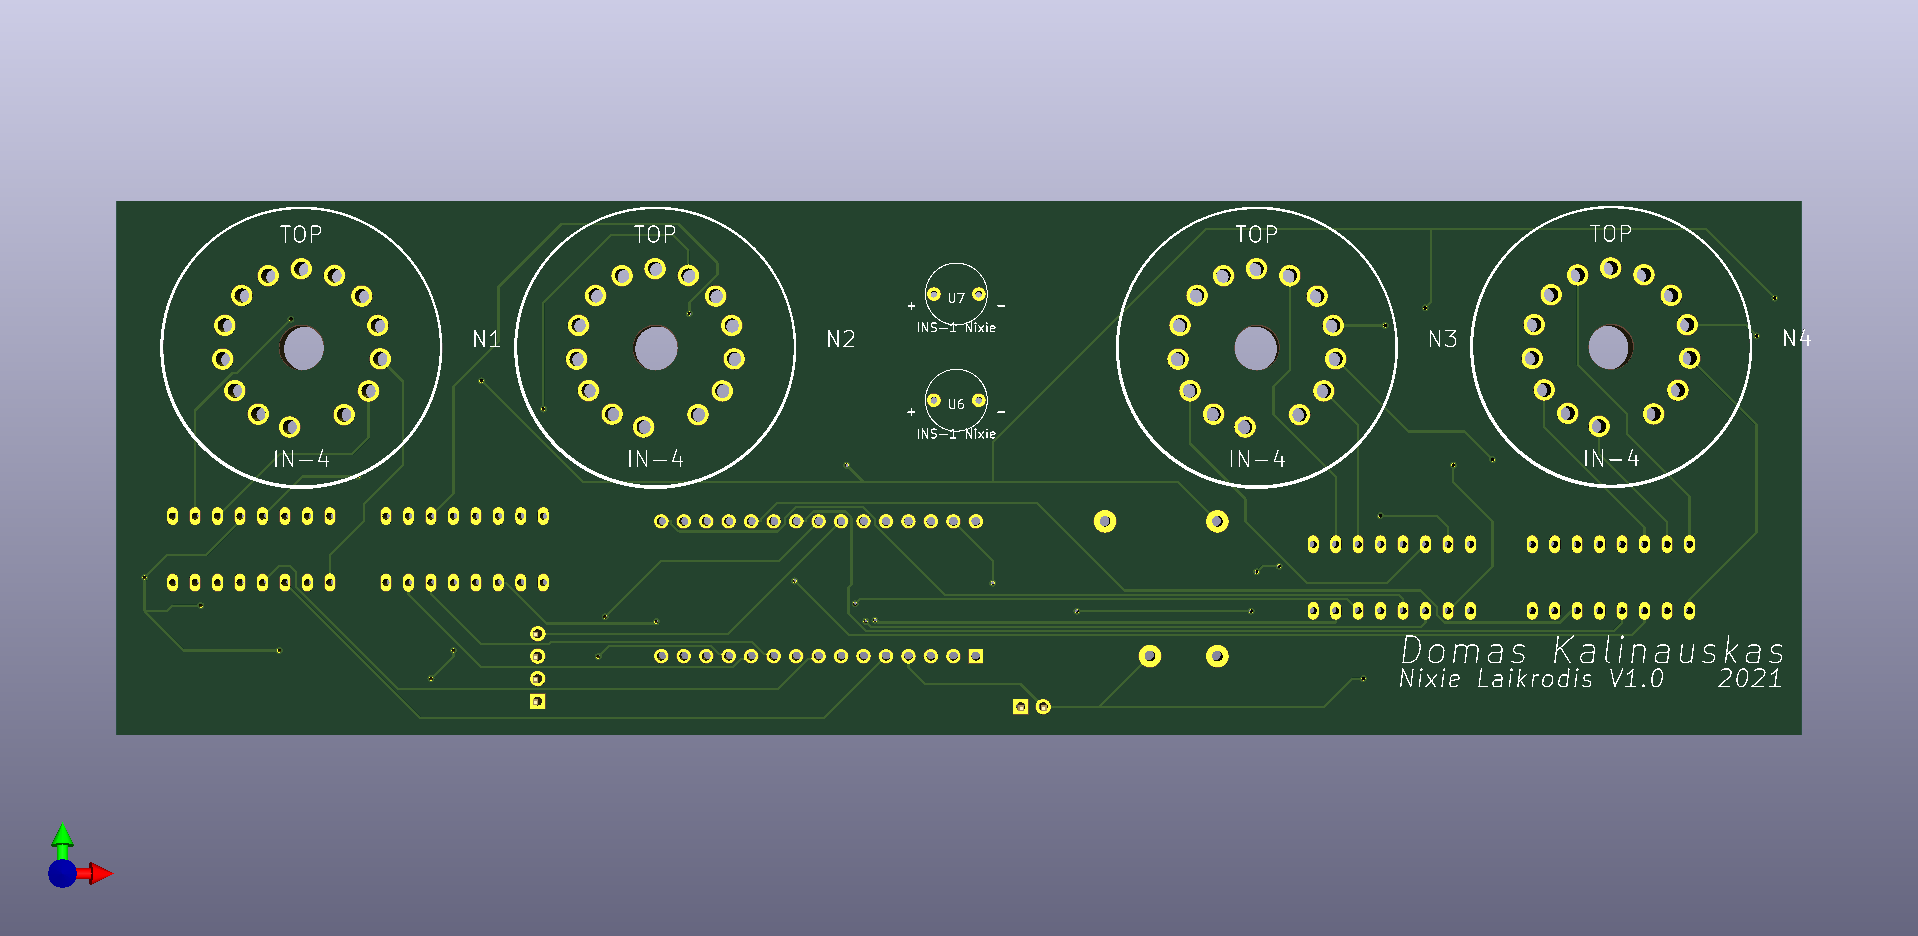 TOP
IN-4
N1
TOP
IN-4
N2
+ U7 -
INS-1 Nixie
+ U6 -
INS-1 Nixie
TOP
IN-4
N3
TOP
IN-4
N4
Domas Kalinauskas
Nixie Laikrodis V1.0 2021